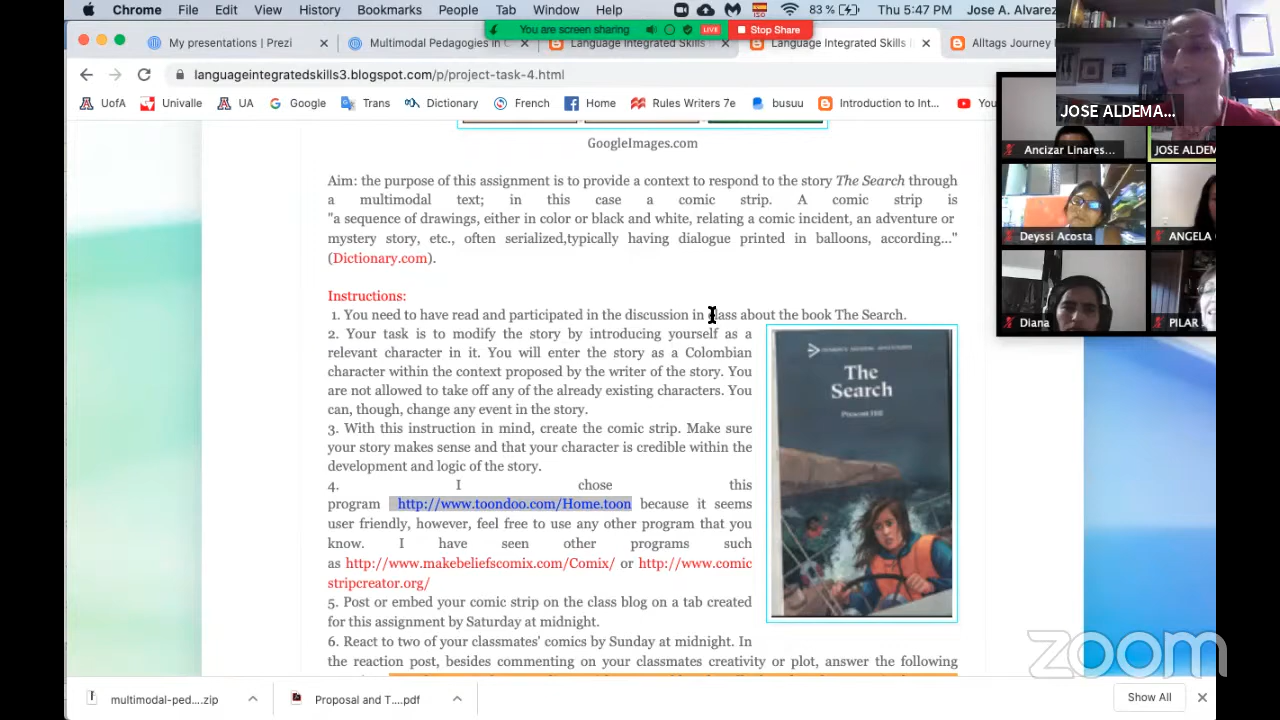 Chrome File Edit View History Bookmarks People Tab Window Help ISO 83 % Thu 5:47 PM Jose A. Alvarez
You are screen sharing LIVE Stop Share
My presentations | Prezi
Multimodal Pedagogies in C
Language Integrated Skills
Language Integrated Skills I
Alltags Journey
languageintegratedskills3.blogspot.com/p/project-task-4.html
UofA Univalle UA Google Trans Dictionary French Home Rules Writers 7e busuu Introduction to Int...
JOSE ALDEMA...
Ancizar Linares...
JOSE ALDEM
Deyssi Acosta
ANGELA
Diana
PILAR
GoogleImages.com
Aim: the purpose of this assignment is to provide a context to respond to the story The Search through
a multimodal text; in this case a comic strip. A comic strip is
"a sequence of drawings, either in color or black and white, relating a comic incident, an adventure or
mystery story, etc., often serialized,typically having dialogue printed in balloons, according..."
(Dictionary.com).
Instructions:
1. You need to have read and participated in the discussion in class about the book The Search.
2. Your task is to modify the story by introducing yourself as a
relevant character in it. You will enter the story as a Colombian
character within the context proposed by the writer of the story. You
are not allowed to take off any of the already existing characters. You
can, though, change any event in the story.
3. With this instruction in mind, create the comic strip. Make sure
your story makes sense and that your character is credible within the
development and logic of the story.
4. I chose this
program http://www.toondoo.com/Home.toon because it seems
user friendly, however, feel free to use any other program that you
know. I have seen other programs such
as http://www.makebeliefscomix.com/Comix/ or http://www.comic
stripcreator.org/
5. Post or embed your comic strip on the class blog on a tab created
for this assignment by Saturday at midnight.
6. React to two of your classmates' comics by Sunday at midnight. In
the reaction post, besides commenting on your classmates creativity or plot, answer the following
The
Search
Prescott Hill
zoom
multimodal-ped....zip
Proposal and T....pdf
Show All